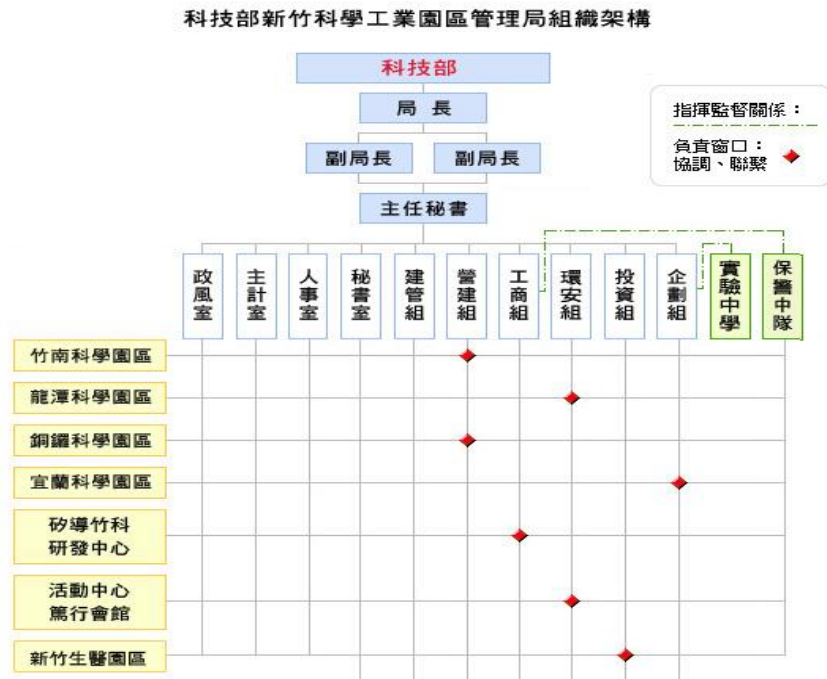 科技部新竹科學工業園區管理局組織架構
科技部
局 長
副局長
副局長
主任秘書
指揮監督關係：
負責窗口：
協調、聯繫
政風室
主計室
人事室
秘書室
建管組
營建組
工商組
環安組
投資組
企劃組
實驗中學
保警中隊
竹南科學園區
龍潭科學園區
銅鑼科學園區
宜蘭科學園區
矽導竹科
研發中心
活動中心
篤行會館
新竹生醫園區